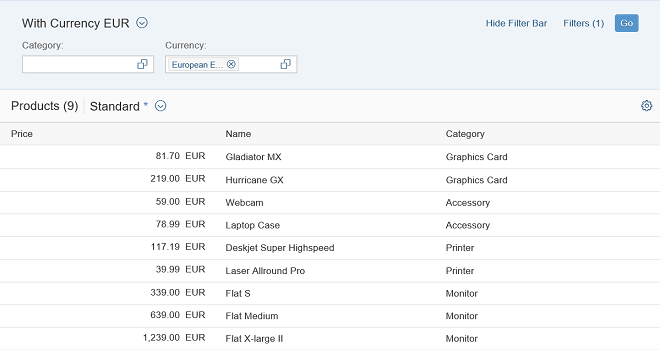 With Currency EUR Hide Filter Bar Filters (1) Go
Category: Currency:
European E...
Products (9) Standard *
Price Name Category
81.70 EUR Gladiator MX Graphics Card
219.00 EUR Hurricane GX Graphics Card
59.00 EUR Webcam Accessory
78.99 EUR Laptop Case Accessory
117.19 EUR Deskjet Super Highspeed Printer
39.99 EUR Laser Allround Pro Printer
339.00 EUR Flat S Monitor
639.00 EUR Flat Medium Monitor
1,239.00 EUR Flat X-large II Monitor